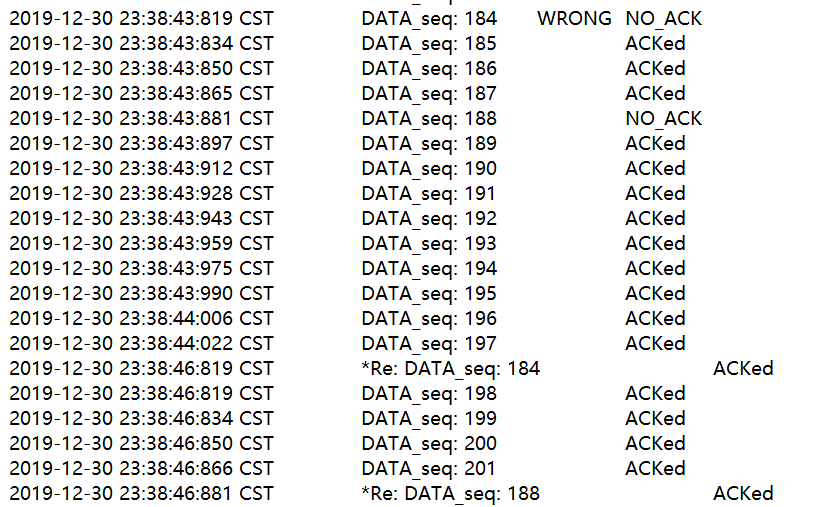 2019-12-30 23:38:43:819 CST DATA_seq: 184 WRONG NO_ACK
2019-12-30 23:38:43:834 CST DATA_seq: 185 ACKed
2019-12-30 23:38:43:850 CST DATA_seq: 186 ACKed
2019-12-30 23:38:43:865 CST DATA_seq: 187 ACKed
2019-12-30 23:38:43:881 CST DATA_seq: 188 NO_ACK
2019-12-30 23:38:43:897 CST DATA_seq: 189 ACKed
2019-12-30 23:38:43:912 CST DATA_seq: 190 ACKed
2019-12-30 23:38:43:928 CST DATA_seq: 191 ACKed
2019-12-30 23:38:43:943 CST DATA_seq: 192 ACKed
2019-12-30 23:38:43:959 CST DATA_seq: 193 ACKed
2019-12-30 23:38:43:975 CST DATA_seq: 194 ACKed
2019-12-30 23:38:43:990 CST DATA_seq: 195 ACKed
2019-12-30 23:38:44:006 CST DATA_seq: 196 ACKed
2019-12-30 23:38:44:022 CST DATA_seq: 197 ACKed
2019-12-30 23:38:46:819 CST *Re: DATA_seq: 184 ACKed
2019-12-30 23:38:46:819 CST DATA_seq: 198 ACKed
2019-12-30 23:38:46:834 CST DATA_seq: 199 ACKed
2019-12-30 23:38:46:850 CST DATA_seq: 200 ACKed
2019-12-30 23:38:46:866 CST DATA_seq: 201 ACKed
2019-12-30 23:38:46:881 CST *Re: DATA_seq: 188 ACKed